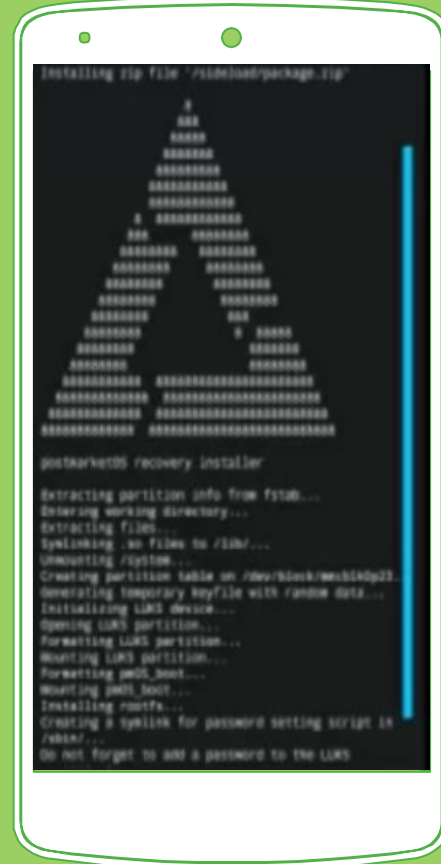 Installing zip file '/sideload/package.zip'
postmarketOS recovery installer
Extracting partition info from fstab...
Entering working directory...
Extracting files...
Symlinking .so files to /lib/...
Unmounting /system...
Creating partition table on
Generating temporary keyfile with random data...
Initializing LUKS device...
Opening LUKS partition...
Formatting LUKS partition...
Mounting LUKS partition...
Formatting pmOS_boot...
Mounting pmOS_boot...
Installing rootfs...
Creating a symlink for password setting script in
/sbin/...
Do not forget to add a password to the LUKS